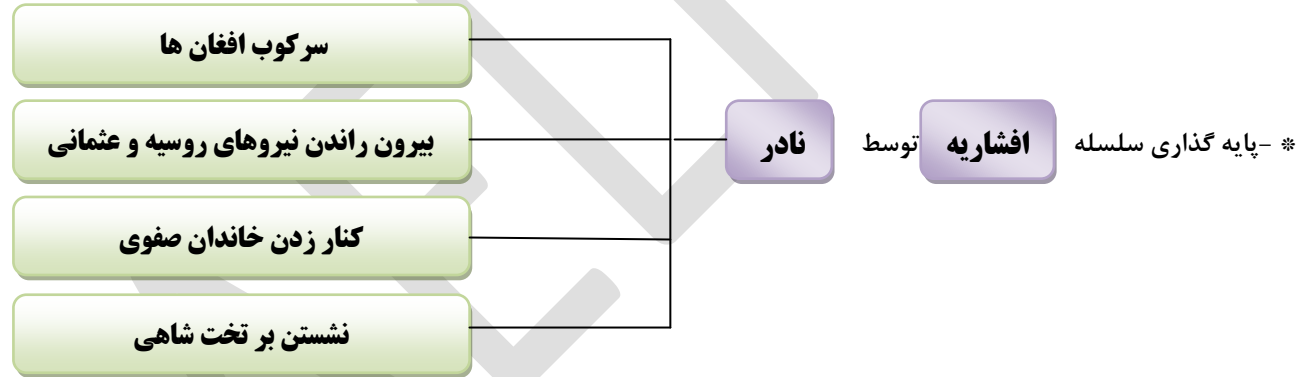 * -پایه گذاری سلسله افشاریه توسط نادر
سرکوب افغان ها
بیرون راندن نیروهای روسیه و عثمانی
کنار زدن خاندان صفوی
نشستن بر تخت شاهی